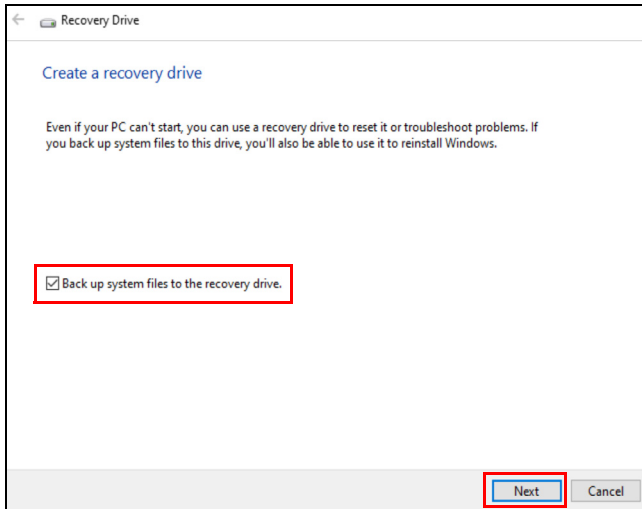 Recovery Drive
Create a recovery drive
Even if your PC can't start, you can use a recovery drive to reset it or troubleshoot problems. If
you back up system files to this drive, you'll also be able to use it to reinstall Windows.
Back up system files to the recovery drive.
Next Cancel